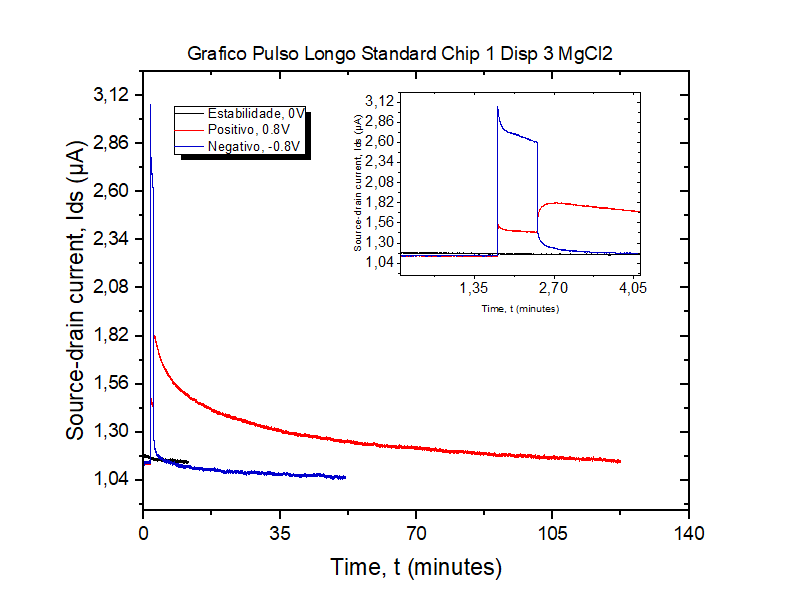 Grafico Pulso Longo Standard Chip 1 Disp 3 MgCl2
Source-drain current, Ids (µA)
3,12
2,86
2,60
2,34
2,08
1,82
1,56
1,30
1,04
Estabilidade, 0V
Positivo, 0.8V
Negativo, -0.8V
Source-drain current, Ids (µA)
3,12
2,86
2,60
2,34
2,08
1,82
1,56
1,30
1,04
1,35 2,70 4,05
Time, t (minutes)
0 35 70 105 140
Time, t (minutes)